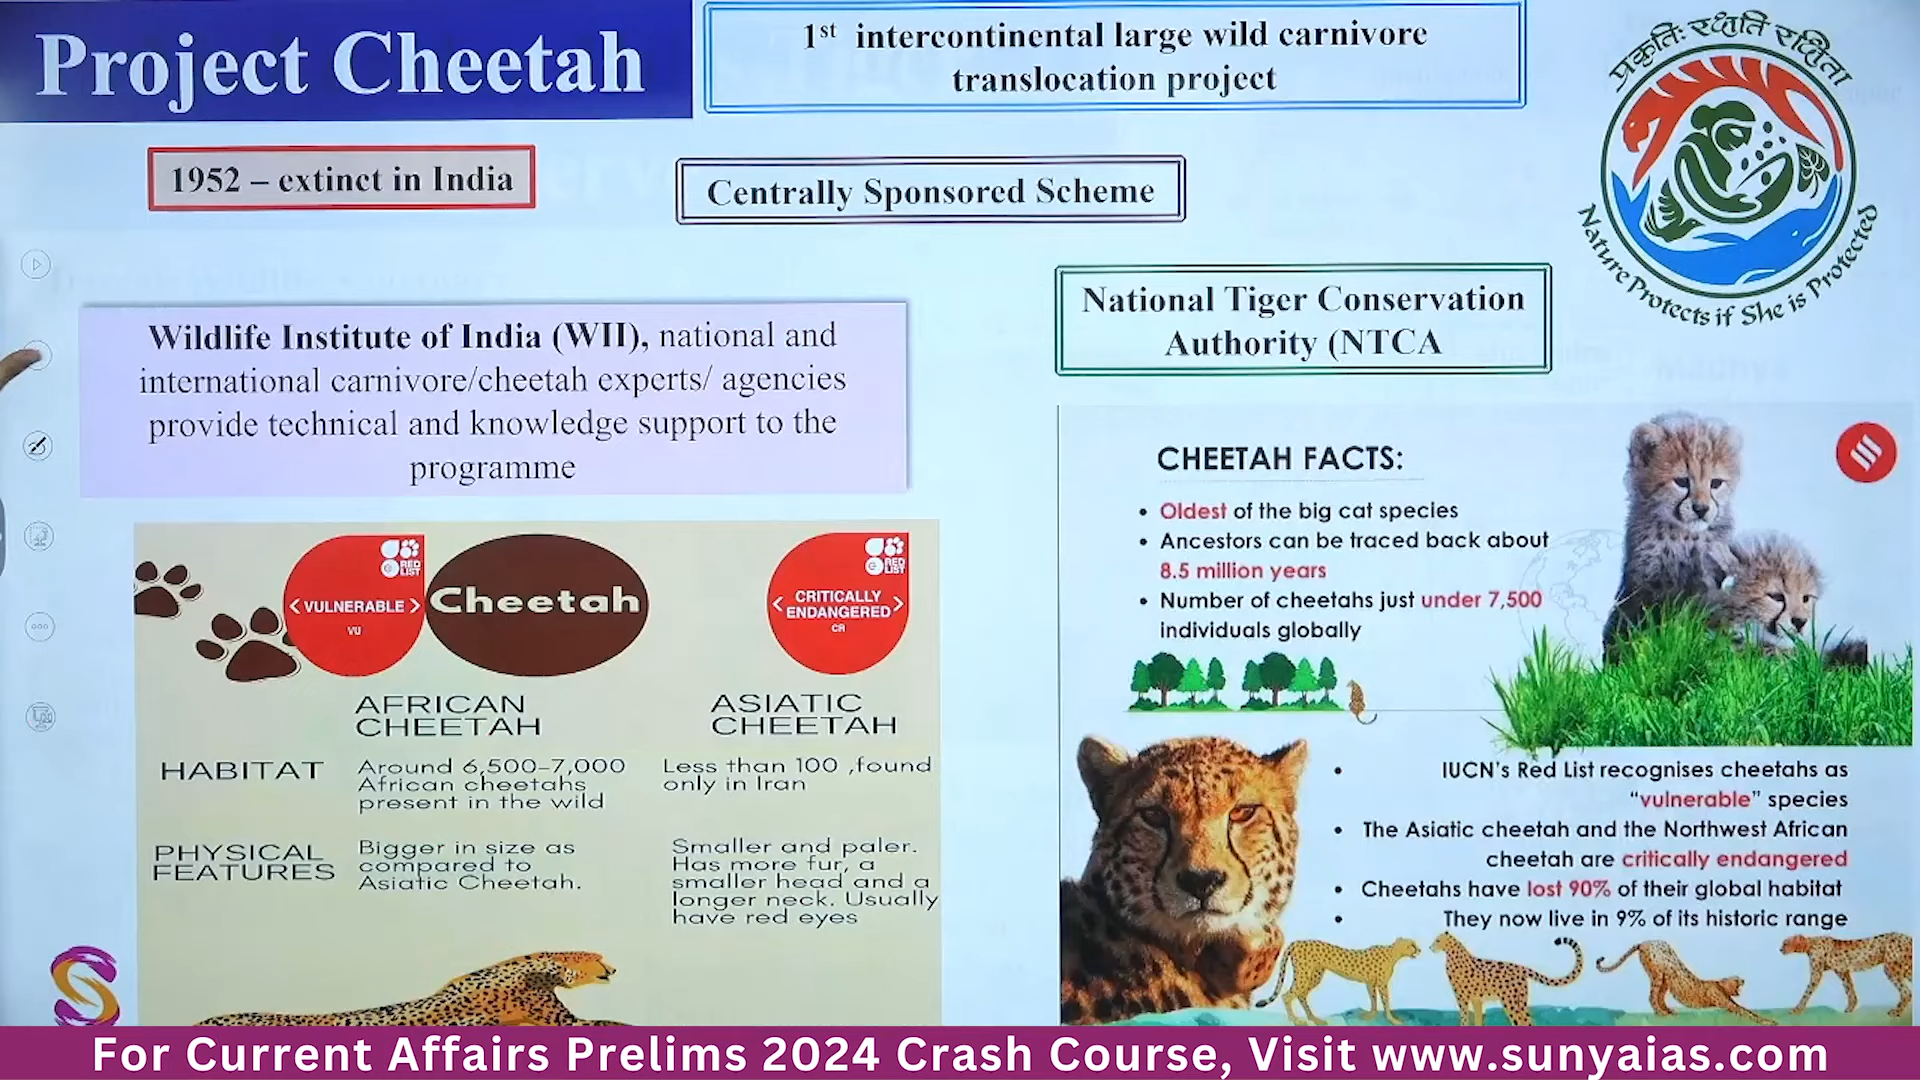 Project Cheetah
1st intercontinental large wild carnivore
translocation project
प्रकृतिः रक्षति रक्षिता
Nature Protects if She is Protected
1952 – extinct in India
Centrally Sponsored Scheme
National Tiger Conservation
Authority (NTCA
Wildlife Institute of India (WII), national and
international carnivore/cheetah experts/ agencies
provide technical and knowledge support to the
programme
RED
LIST
< VULNERABLE >
VU
Cheetah
RED
LIST
< CRITICALLY
ENDANGERED >
CR
AFRICAN
CHEETAH
ASIATIC
CHEETAH
HABITAT
Around 6,500-7,000
African cheetahs
present in the wild
Less than 100 ,found
only in Iran
PHYSICAL
FEATURES
Bigger in size as
compared to
Asiatic Cheetah.
Smaller and paler.
Has more fur, a
smaller head and a
longer neck. Usually
have red eyes
CHEETAH FACTS:
• Oldest of the big cat species
• Ancestors can be traced back about
8.5 million years
• Number of cheetahs just under 7,500
individuals globally
• IUCN's Red List recognises cheetahs as
“vulnerable” species
• The Asiatic cheetah and the Northwest African
cheetah are critically endangered
• Cheetahs have lost 90% of their global habitat
• They now live in 9% of its historic range
For Current Affairs Prelims 2024 Crash Course, Visit www.sunyaias.com